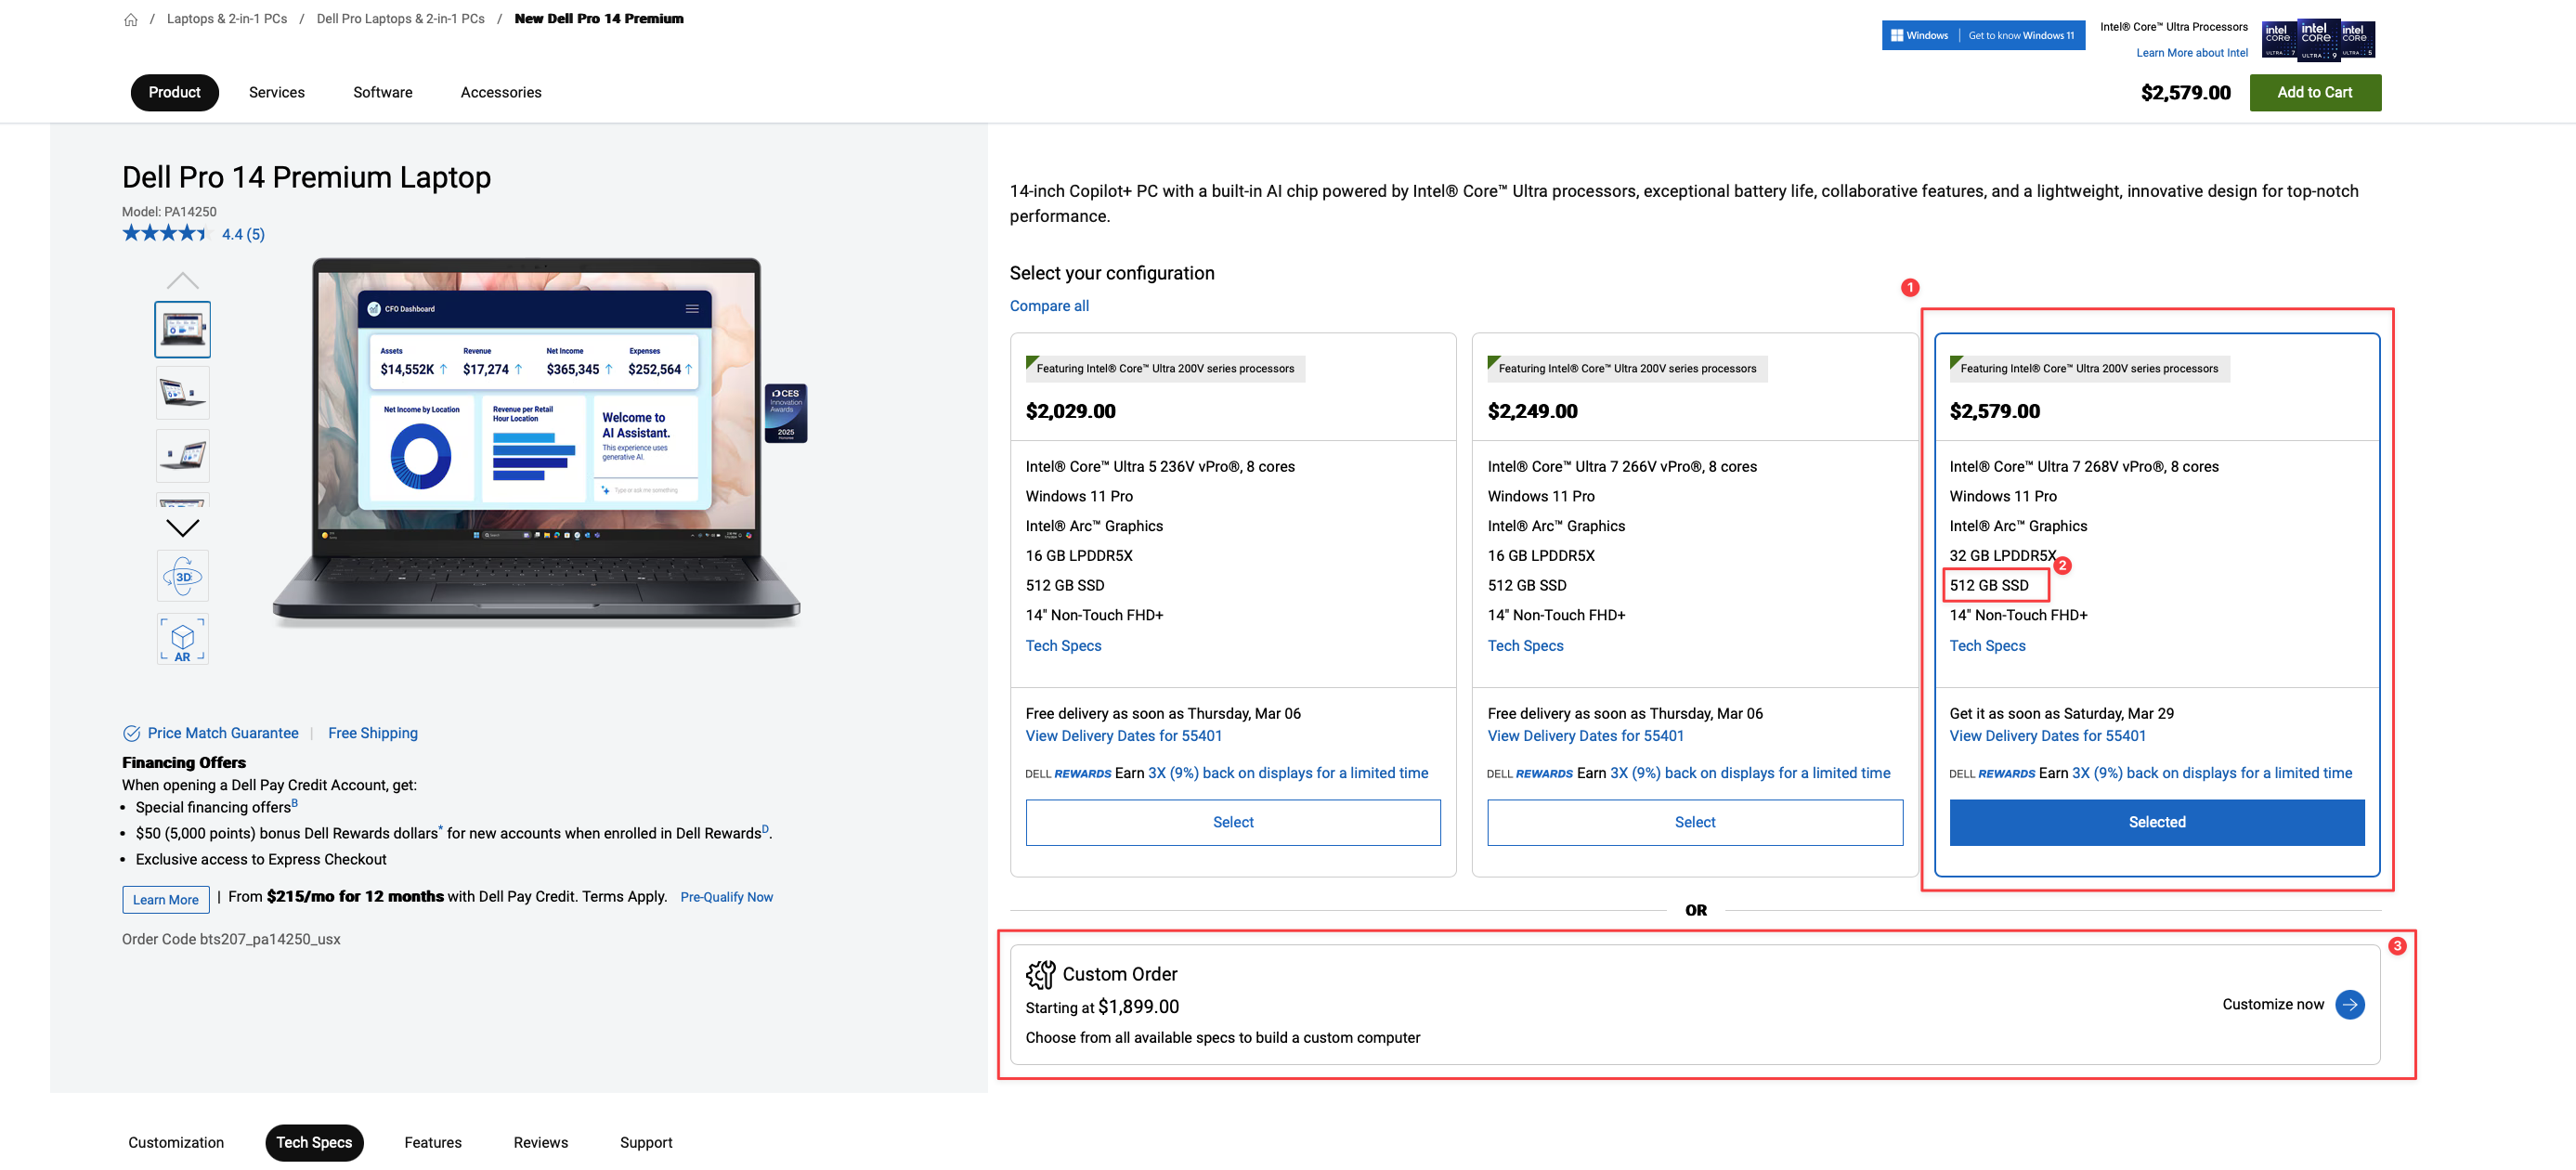 / Laptops & 2-in-1 PCs / Dell Pro Laptops & 2-in-1 PCs / New Dell Pro 14 Premium
Windows | Get to know Windows 11
Intel® Core™ Ultra Processors
Learn More about Intel
intel CORE ULTRA 7
intel CORE ULTRA 9
intel CORE ULTRA 5
Product Services Software Accessories
$2,579.00 Add to Cart
Dell Pro 14 Premium Laptop
Model: PA14250
4.4 (5)
CFO Dashboard
Assets Revenue Net Income Expenses
$14,552K ↑ $17,274 ↑ $365,345 ↑ $252,564 ↑
Net Income by Location
Revenue per Retail
Hour Location
Welcome to
AI Assistant.
This experience uses
generative AI.
Type or ask me something
CES
Innovation
Awards
2025
Honoree
3D
AR
Price Match Guarantee | Free Shipping
Financing Offers
When opening a Dell Pay Credit Account, get:
• Special financing offersB
• $50 (5,000 points) bonus Dell Rewards dollars* for new accounts when enrolled in Dell RewardsD.
• Exclusive access to Express Checkout
Learn More | From $215/mo for 12 months with Dell Pay Credit. Terms Apply. Pre-Qualify Now
Order Code bts207_pa14250_usx
14-inch Copilot+ PC with a built-in AI chip powered by Intel® Core™ Ultra processors, exceptional battery life, collaborative features, and a lightweight, innovative design for top-notch
performance.
Select your configuration
Compare all
1
Featuring Intel® Core™ Ultra 200V series processors
$2,029.00
Intel® Core™ Ultra 5 236V vPro®, 8 cores
Windows 11 Pro
Intel® Arc™ Graphics
16 GB LPDDR5X
512 GB SSD
14" Non-Touch FHD+
Tech Specs
Free delivery as soon as Thursday, Mar 06
View Delivery Dates for 55401
DELL REWARDS Earn 3X (9%) back on displays for a limited time
Select
Featuring Intel® Core™ Ultra 200V series processors
$2,249.00
Intel® Core™ Ultra 7 266V vPro®, 8 cores
Windows 11 Pro
Intel® Arc™ Graphics
16 GB LPDDR5X
512 GB SSD
14" Non-Touch FHD+
Tech Specs
Free delivery as soon as Thursday, Mar 06
View Delivery Dates for 55401
DELL REWARDS Earn 3X (9%) back on displays for a limited time
Select
Featuring Intel® Core™ Ultra 200V series processors
$2,579.00
Intel® Core™ Ultra 7 268V vPro®, 8 cores
Windows 11 Pro
Intel® Arc™ Graphics
32 GB LPDDR5X
2
512 GB SSD
14" Non-Touch FHD+
Tech Specs
Get it as soon as Saturday, Mar 29
View Delivery Dates for 55401
DELL REWARDS Earn 3X (9%) back on displays for a limited time
Selected
OR
3
Custom Order
Starting at $1,899.00
Choose from all available specs to build a custom computer
Customize now
Customization Tech Specs Features Reviews Support